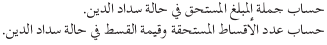 حساب جملة المبلغ المستحق في حالة سداد الدين.
حساب عدد الأقساط المستحقة وقيمة القسط في حالة سداد الدين.